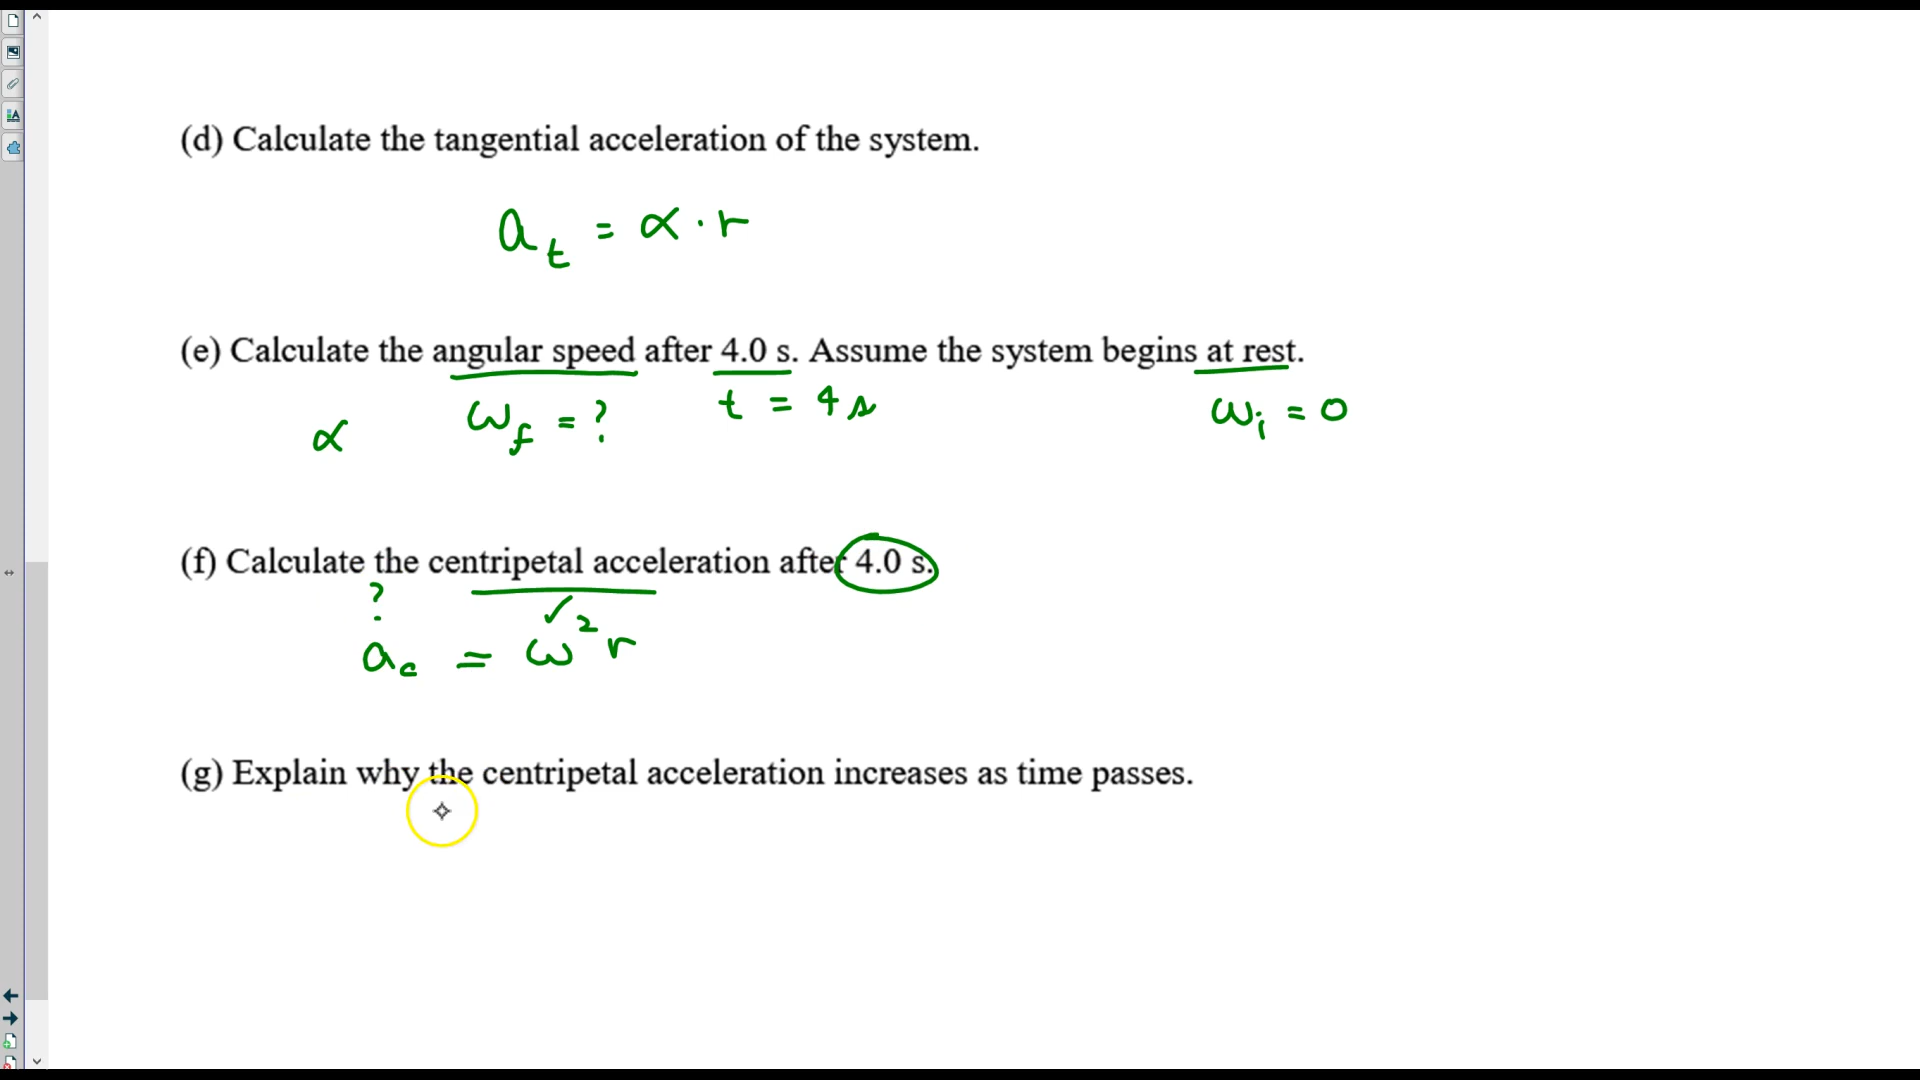 (d) Calculate the tangential acceleration of the system.
a_t = α · r
(e) Calculate the angular speed after 4.0 s. Assume the system begins at rest.
α ω_f = ? t = 4 s ω_i = 0
(f) Calculate the centripetal acceleration after 4.0 s.
?
✓
a_c = ω² r
(g) Explain why the centripetal acceleration increases as time passes.